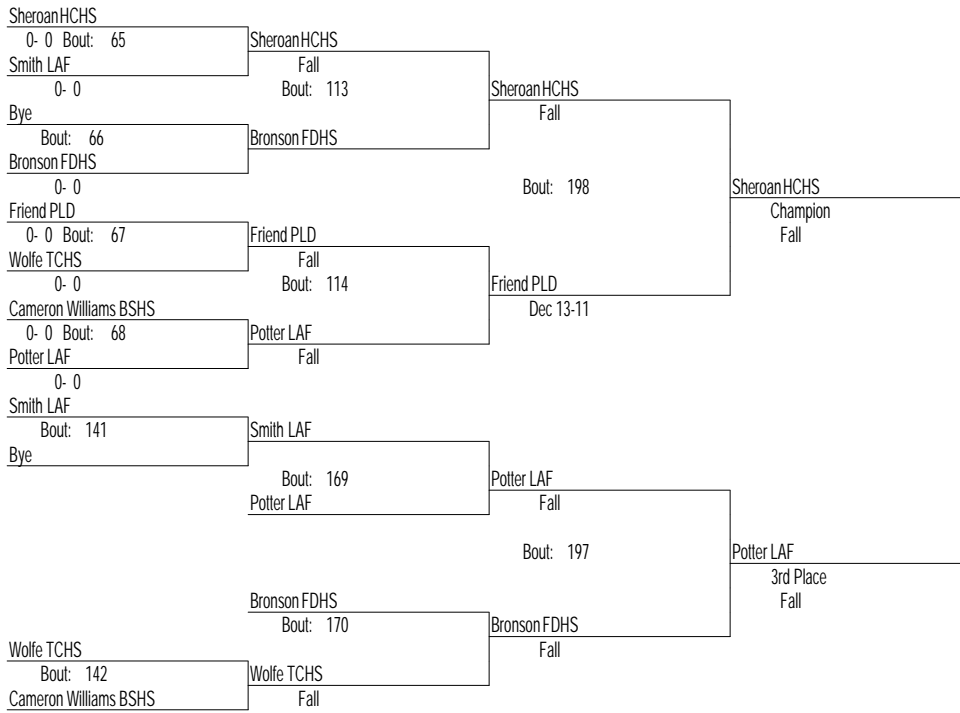 Sheroan HCHS
0- 0 Bout: 65
Sheroan HCHS
Smith LAF
Fall
0- 0
Bout: 113
Sheroan HCHS
Bye
Fall
Bout: 66
Bronson FDHS
Bronson FDHS
0- 0
Bout: 198
Sheroan HCHS
Friend PLD
Champion
0- 0 Bout: 67
Friend PLD
Fall
Wolfe TCHS
Fall
0- 0
Bout: 114
Friend PLD
Cameron Williams BSHS
Dec 13-11
0- 0 Bout: 68
Potter LAF
Potter LAF
Fall
0- 0
Smith LAF
Bout: 141
Smith LAF
Bye
Bout: 169
Potter LAF
Potter LAF
Fall
Bout: 197
Potter LAF
3rd Place
Bronson FDHS
Fall
Bout: 170
Bronson FDHS
Wolfe TCHS
Fall
Bout: 142
Wolfe TCHS
Cameron Williams BSHS
Fall